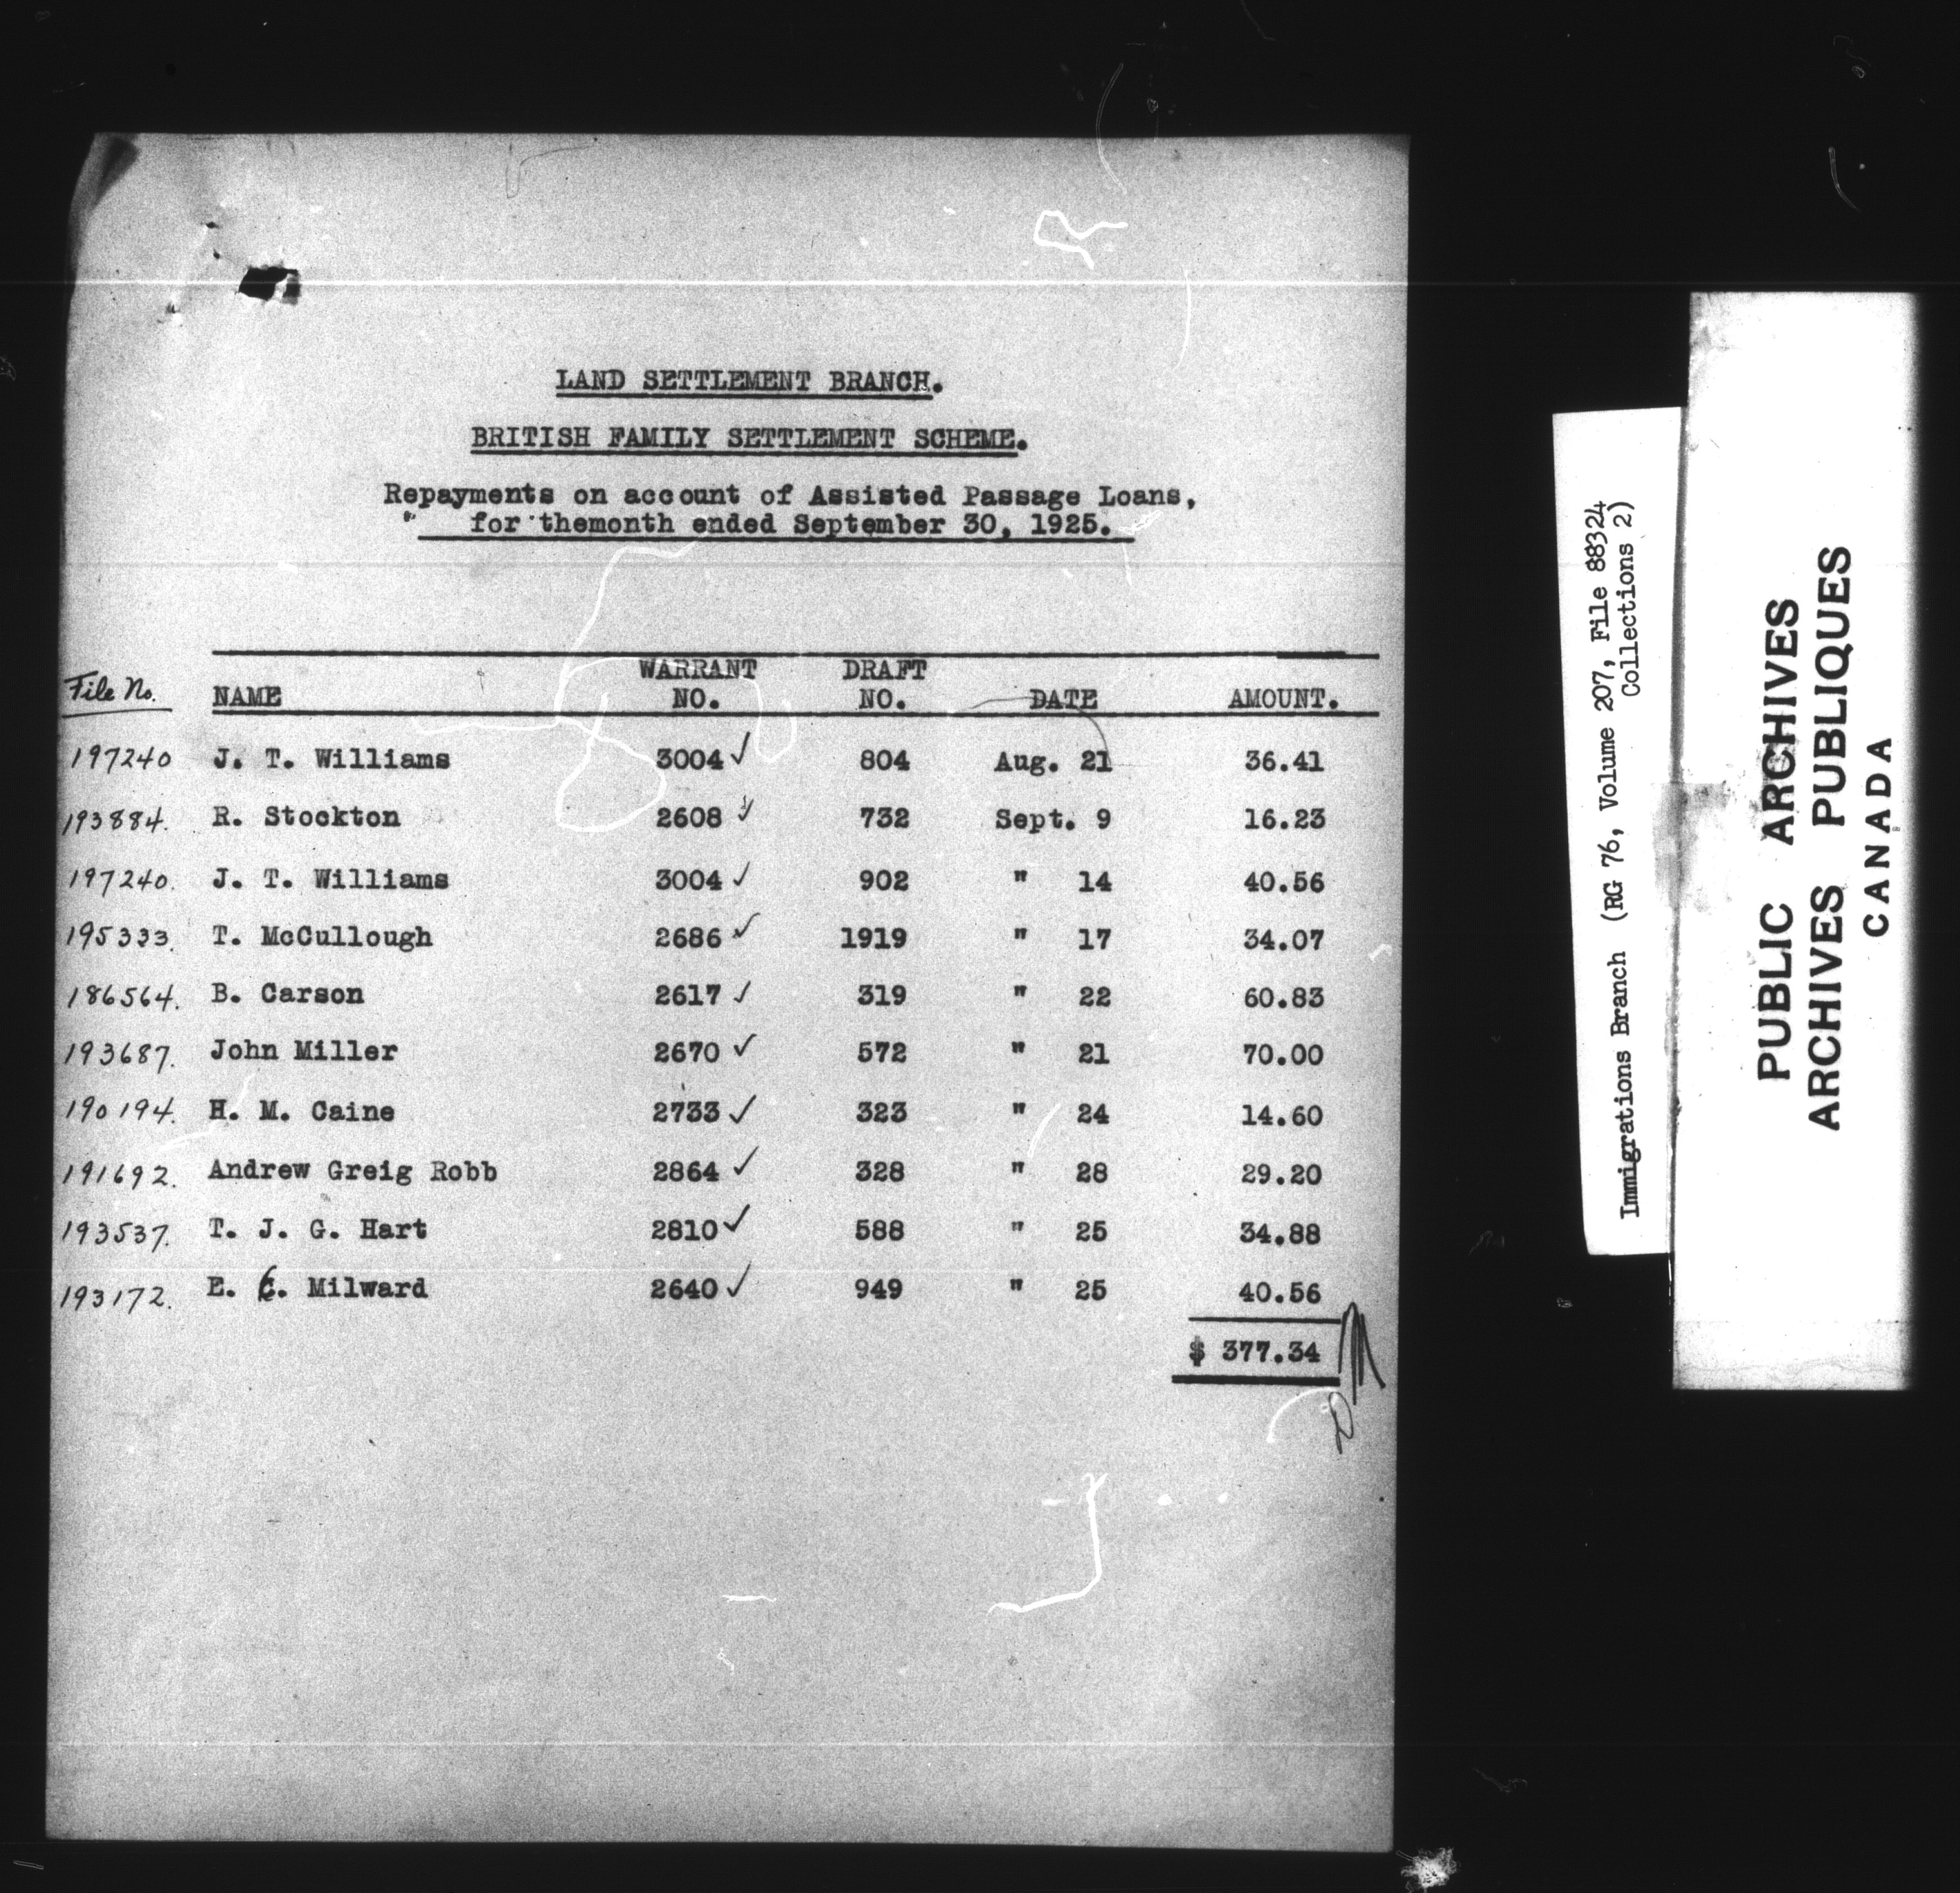 LAND SETTLEMENT BRANCH.
BRITISH FAMILY SETTLEMENT SCHEME.
Repayments on account of Assisted Passage Loans,
for themonth ended September 30, 1925.
File No. NAME WARRANT NO. DRAFT NO. DATE AMOUNT.
197240 J. T. Williams 3004 ✓ 804 Aug. 21 36.41
193884. R. Stockton 2608 ✓ 732 Sept. 9 16.23
197240. J. T. Williams 3004 ✓ 902 " 14 40.56
195333. T. McCullough 2686 ✓ 1919 " 17 34.07
186564. B. Carson 2617 ✓ 319 " 22 60.83
193687. John Miller 2670 ✓ 572 " 21 70.00
190194. H. M. Caine 2733 ✓ 323 " 24 14.60
191692. Andrew Greig Robb 2864 ✓ 328 " 28 29.20
193537. T. J. G. Hart 2810 ✓ 588 " 25 34.88
193172. E. C. Milward 2640 ✓ 949 " 25 40.56
$ 377.34
Immigrations Branch (RG 76, Volume 207, File 88324
Collections 2)
PUBLIC ARCHIVES
ARCHIVES PUBLIQUES
CANADA